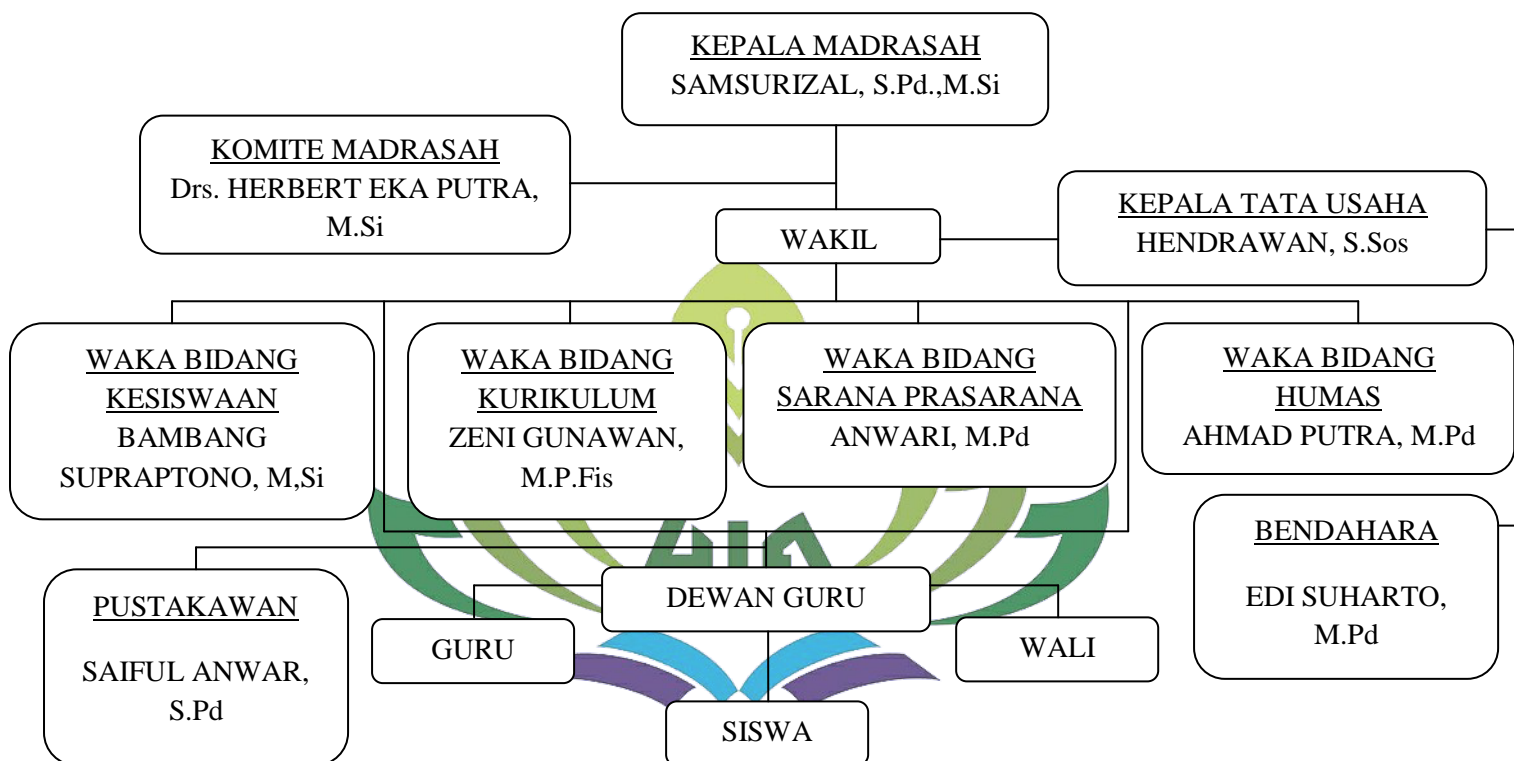 KEPALA MADRASAH
SAMSURIZAL, S.Pd.,M.Si
KOMITE MADRASAH
Drs. HERBERT EKA PUTRA,
M.Si
KEPALA TATA USAHA
HENDRAWAN, S.Sos
WAKIL
WAKA BIDANG
KESISWAAN
BAMBANG
SUPRAPTONO, M,Si
WAKA BIDANG
KURIKULUM
ZENI GUNAWAN,
M.P.Fis
WAKA BIDANG
SARANA PRASARANA
ANWARI, M.Pd
WAKA BIDANG
HUMAS
AHMAD PUTRA, M.Pd
BENDAHARA
EDI SUHARTO,
M.Pd
PUSTAKAWAN
SAIFUL ANWAR,
S.Pd
DEWAN GURU
GURU
WALI
SISWA